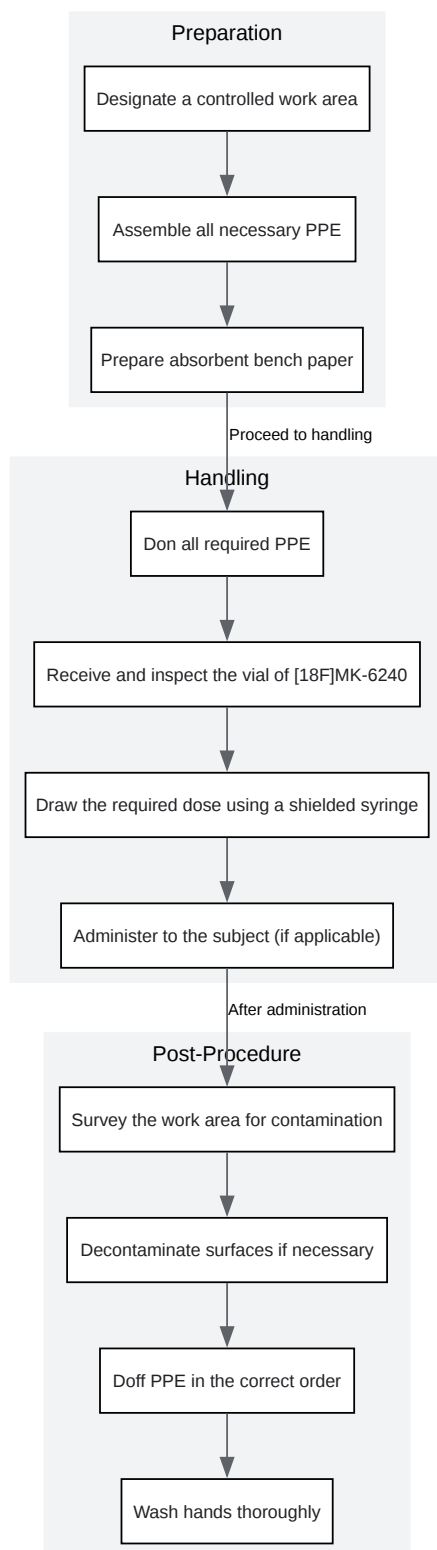 Preparation
Designate a controlled work area
Assemble all necessary PPE
Prepare absorbent bench paper
Proceed to handling
Handling
Don all required PPE
Receive and inspect the vial of [18F]MK-6240
Draw the required dose using a shielded syringe
Administer to the subject (if applicable)
After administration
Post-Procedure
Survey the work area for contamination
Decontaminate surfaces if necessary
Doff PPE in the correct order
Wash hands thoroughly